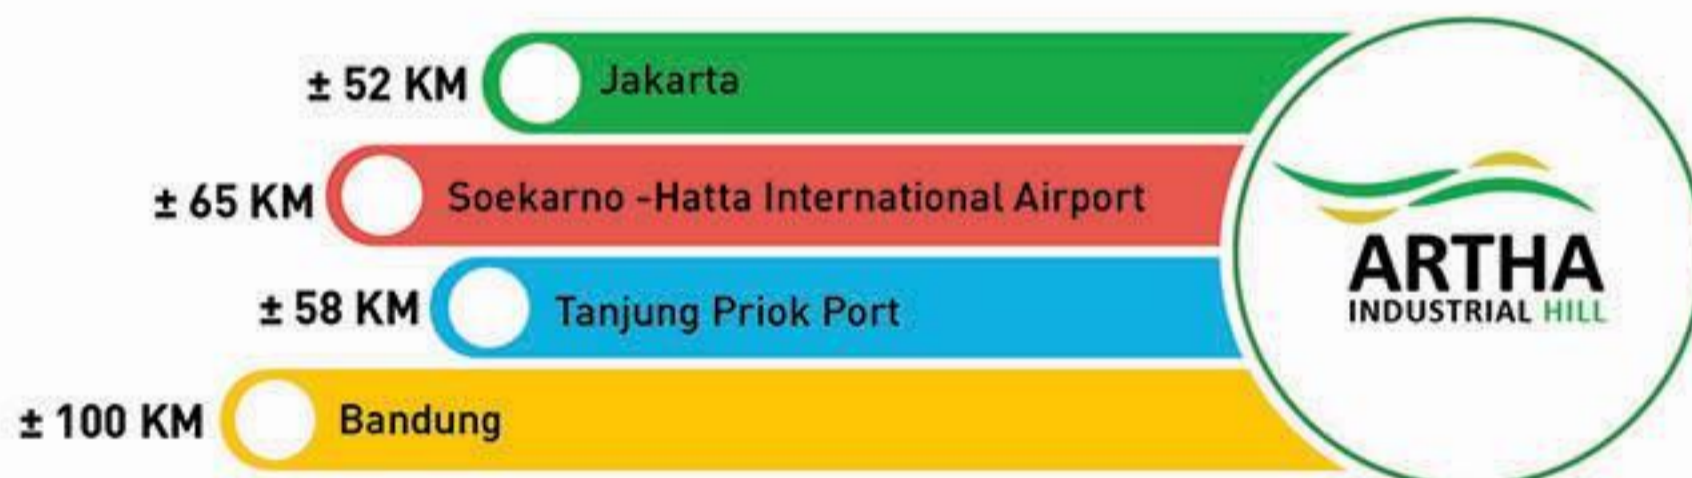 ± 52 KM Jakarta
± 65 KM Soekarno -Hatta International Airport
± 58 KM Tanjung Priok Port
± 100 KM Bandung
ARTHA
INDUSTRIAL HILL